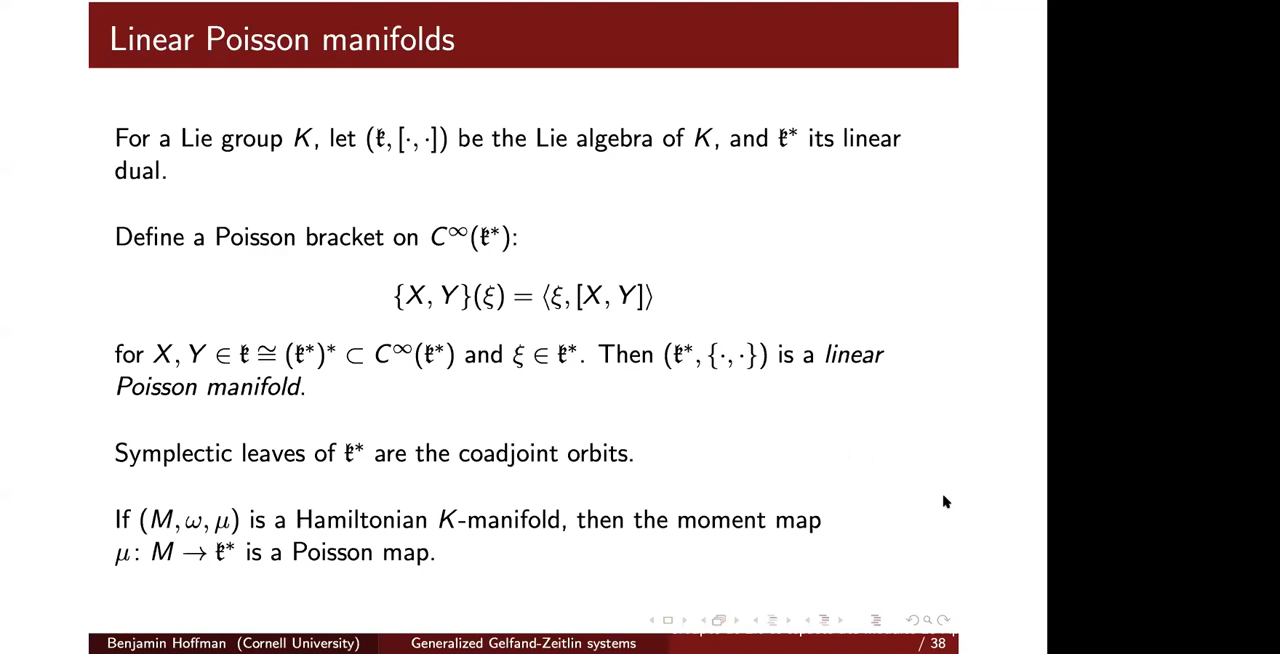 Linear Poisson manifolds
For a Lie group K, let (𝔨, [·, ·]) be the Lie algebra of K, and 𝔨* its linear
dual.
Define a Poisson bracket on C^∞(𝔨*):
{X, Y}(ξ) = ⟨ξ, [X, Y]⟩
for X, Y ∈ 𝔨 ≅ (𝔨*)* ⊂ C^∞(𝔨*) and ξ ∈ 𝔨*. Then (𝔨*, {·, ·}) is a linear
Poisson manifold.
Symplectic leaves of 𝔨* are the coadjoint orbits.
If (M, ω, μ) is a Hamiltonian K-manifold, then the moment map
μ: M → 𝔨* is a Poisson map.
Benjamin Hoffman (Cornell University) Generalized Gelfand-Zeitlin systems / 38